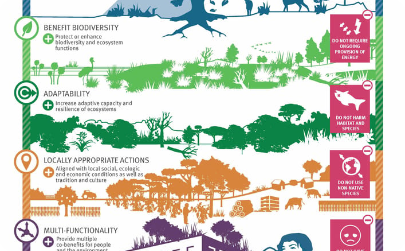 BENEFIT BIODIVERSITY
Protect or enhance
biodiversity and ecosystem
functions
DO NOT REQUIRE
ONGOING
PROVISION OF
ENERGY
ADAPTABILITY
Increase adaptive capacity and
resilience of ecosystems
DO NOT HARM
HABITAT AND
SPECIES
LOCALLY APPROPRIATE ACTIONS
Aligned with local social, ecologic
and economic conditions as well as
tradition and culture
DO NOT USE
NON-NATIVE
SPECIES
MULTI-FUNCTIONALITY
Provide multiple
co-benefits for people
and the environment